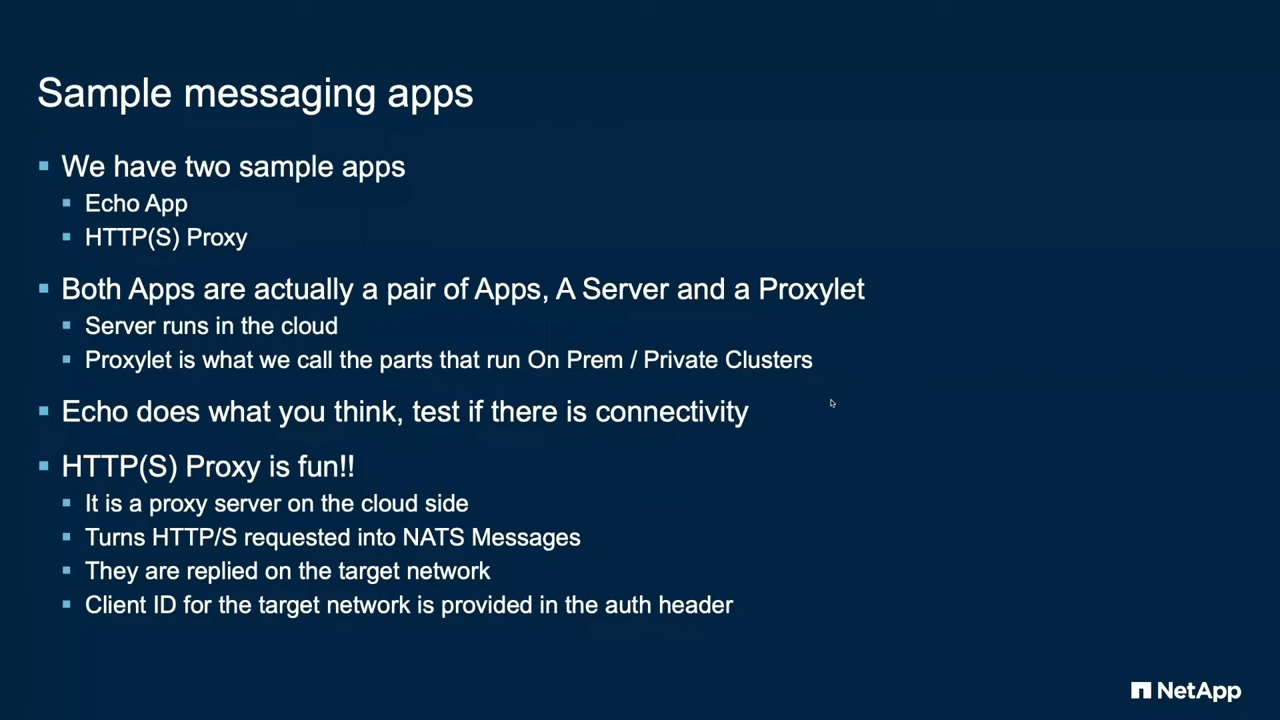 Sample messaging apps
We have two sample apps
Echo App
HTTP(S) Proxy
Both Apps are actually a pair of Apps, A Server and a Proxylet
Server runs in the cloud
Proxylet is what we call the parts that run On Prem / Private Clusters
Echo does what you think, test if there is connectivity
HTTP(S) Proxy is fun!!
It is a proxy server on the cloud side
Turns HTTP/S requested into NATS Messages
They are replied on the target network
Client ID for the target network is provided in the auth header
NetApp